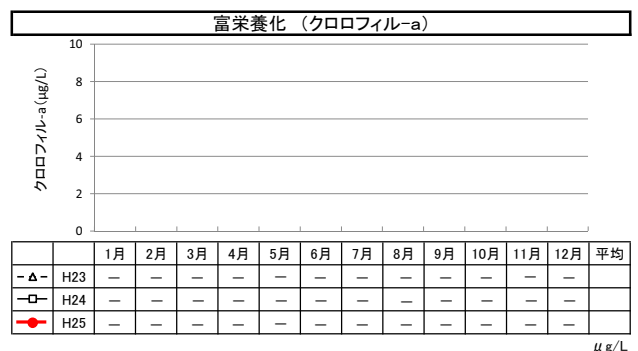 富栄養化 (クロロフィル-a)
クロロフィル-a(μg/L)
10
8
6
4
2
0
1月 2月 3月 4月 5月 6月 7月 8月 9月 10月 11月 12月 平均
H23 － － － － － － － － － － － －
H24 － － － － － － － － － － － －
H25 － － － － － － － － － － － －
μg/L